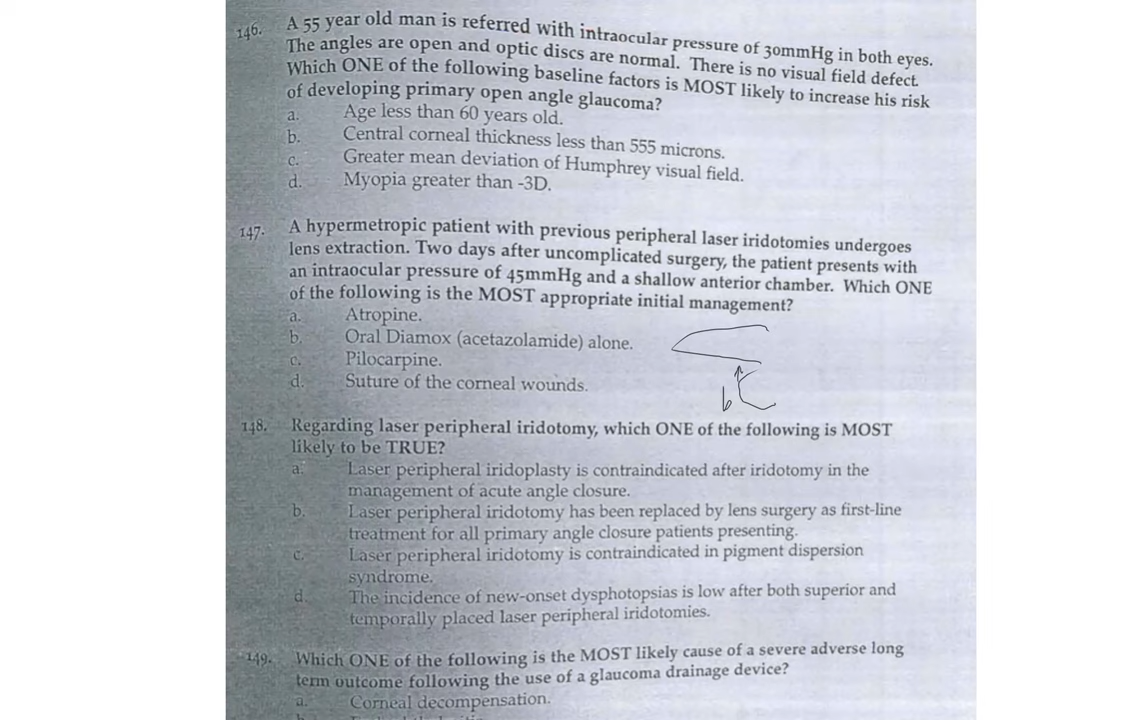 146. A 55 year old man is referred with intraocular pressure of 30mmHg in both eyes.
The angles are open and optic discs are normal. There is no visual field defect.
Which ONE of the following baseline factors is MOST likely to increase his risk
of developing primary open angle glaucoma?
a. Age less than 60 years old.
b. Central corneal thickness less than 555 microns.
c. Greater mean deviation of Humphrey visual field.
d. Myopia greater than -3D.
147. A hypermetropic patient with previous peripheral laser iridotomies undergoes
lens extraction. Two days after uncomplicated surgery, the patient presents with
an intraocular pressure of 45mmHg and a shallow anterior chamber. Which ONE
of the following is the MOST appropriate initial management?
a. Atropine.
b. Oral Diamox (acetazolamide) alone.
c. Pilocarpine.
d. Suture of the corneal wounds.
148. Regarding laser peripheral iridotomy, which ONE of the following is MOST
likely to be TRUE?
a. Laser peripheral iridoplasty is contraindicated after iridotomy in the
management of acute angle closure.
b. Laser peripheral iridotomy has been replaced by lens surgery as first-line
treatment for all primary angle closure patients presenting.
c. Laser peripheral iridotomy is contraindicated in pigment dispersion
syndrome.
d. The incidence of new-onset dysphotopsias is low after both superior and
temporally placed laser peripheral iridotomies.
149. Which ONE of the following is the MOST likely cause of a severe adverse long
term outcome following the use of a glaucoma drainage device?
a. Corneal decompensation.